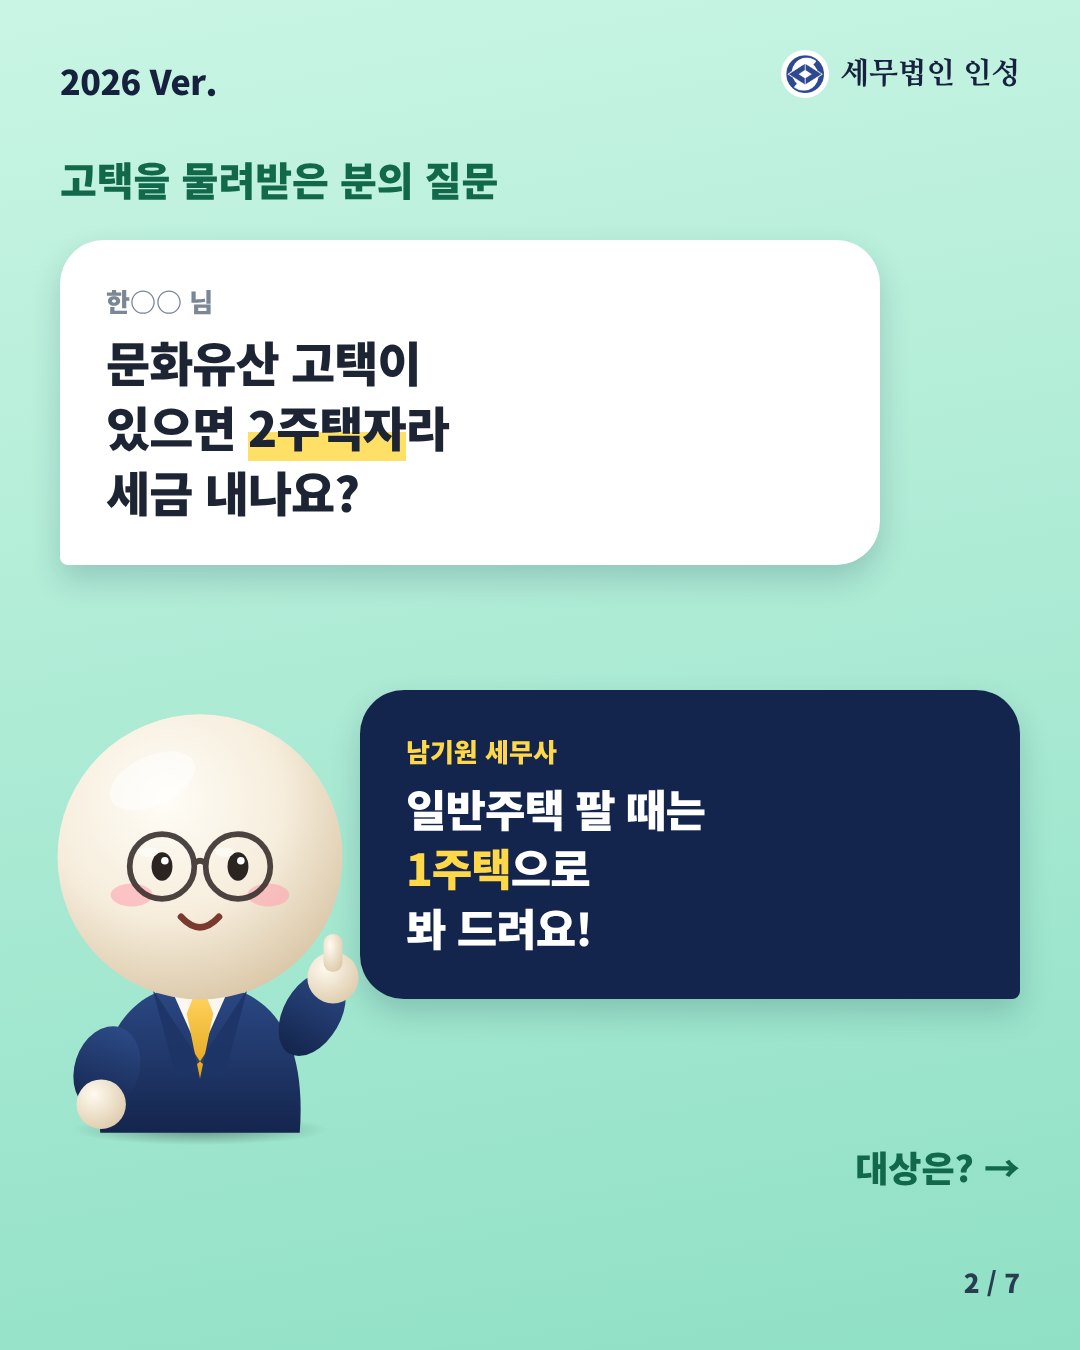 2026 Ver.
세무법인 인성
고택을 물려받은 분의 질문
한○○ 님
문화유산 고택이
있으면 2주택자라
세금 내나요?
남기원 세무사
일반주택 팔 때는
1주택으로
봐 드려요!
대상은? →
2 / 7